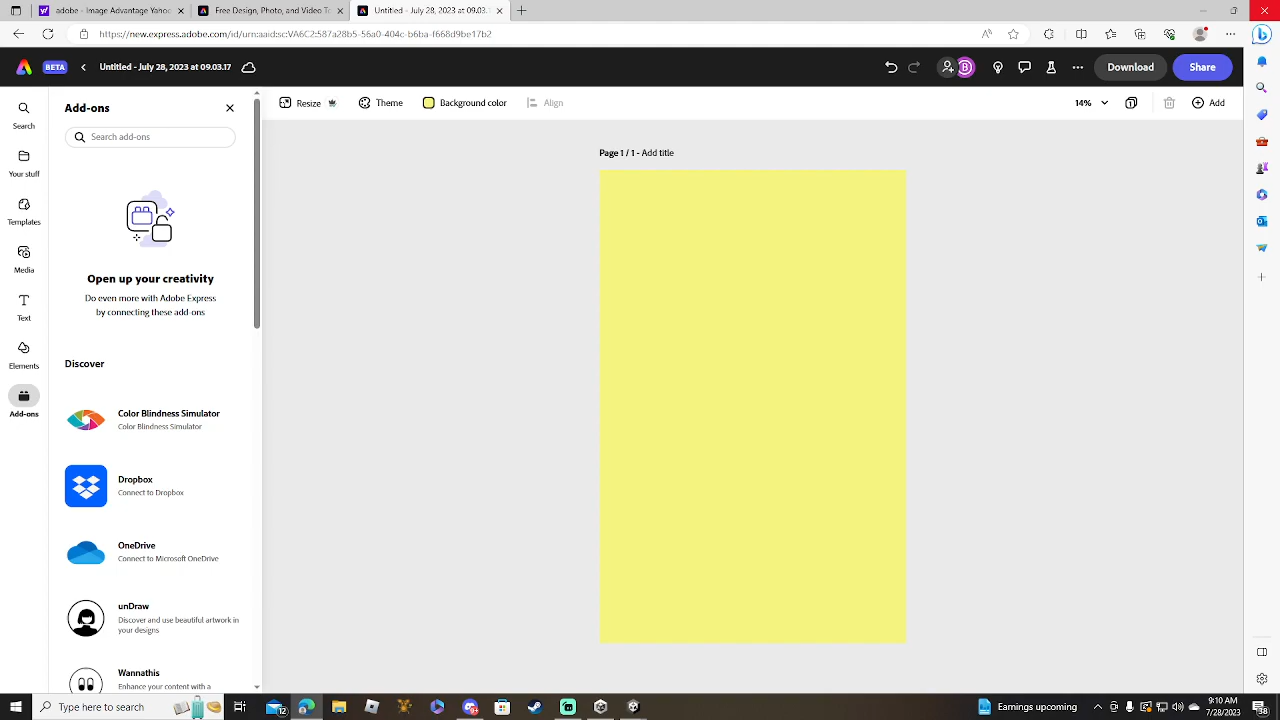 adobe - Image Advantage Yahoo
Free Design, Photo, and Video To
Untitled - July 28, 2023 at 09.03.1
https://new.express.adobe.com/id/urn:aaid:sc:VA6C2:587a28b5-56a0-404c-b6ba-f668d9be17b2
BETA
Untitled - July 28, 2023 at 09.03.17
B
Download
Share
Search
Your stuff
Templates
Media
Text
Elements
Add-ons
Add-ons
Search add-ons
Open up your creativity
Do even more with Adobe Express
by connecting these add-ons
Discover
Color Blindness Simulator
Color Blindness Simulator
Dropbox
Connect to Dropbox
OneDrive
Connect to Microsoft OneDrive
unDraw
Discover and use beautiful artwork in
your designs
Wannathis
Enhance your content with a
Resize
Theme
Background color
Align
14%
Add
Page 1 / 1 - Add title
Type here to search
12
Earnings upcoming
9:10 AM
7/28/2023